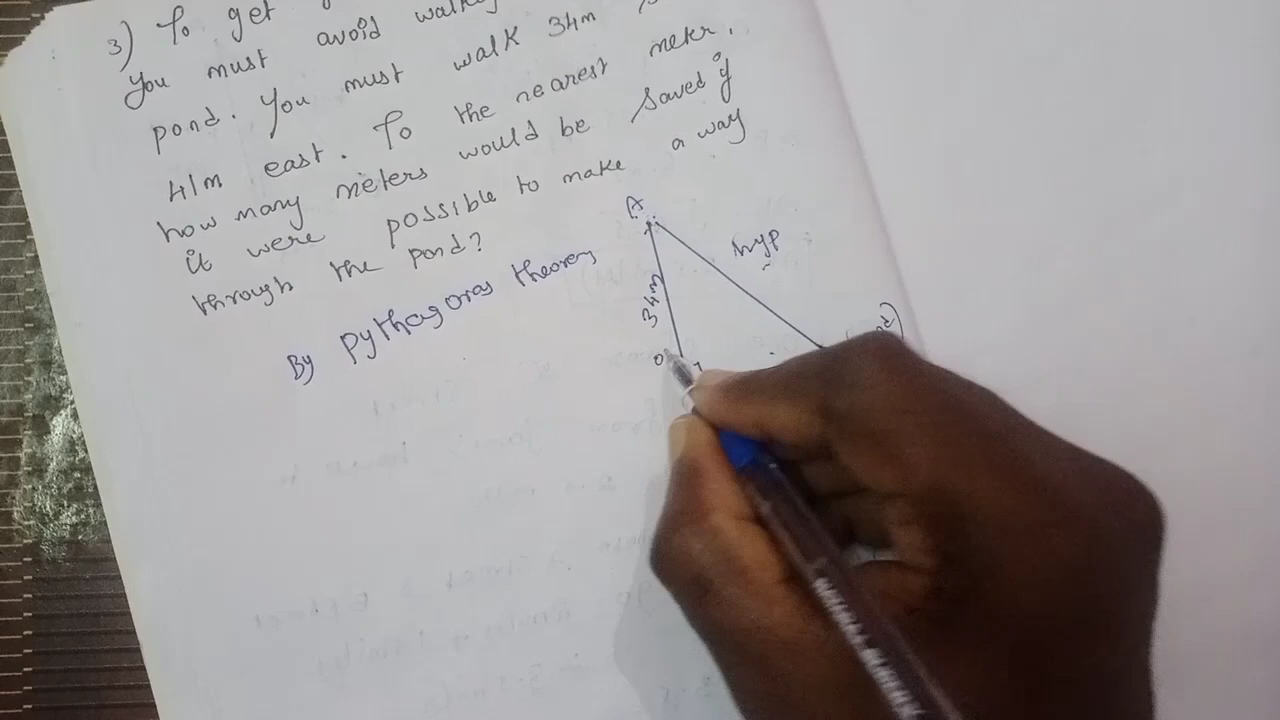 3) To get
You must avoid
pond. You must walk 34m
41m east. To the nearest meter.
how many meters would be saved if
it were possible to make a way
through the pond?
By pythagoras theorem
A
hyp
34m
O